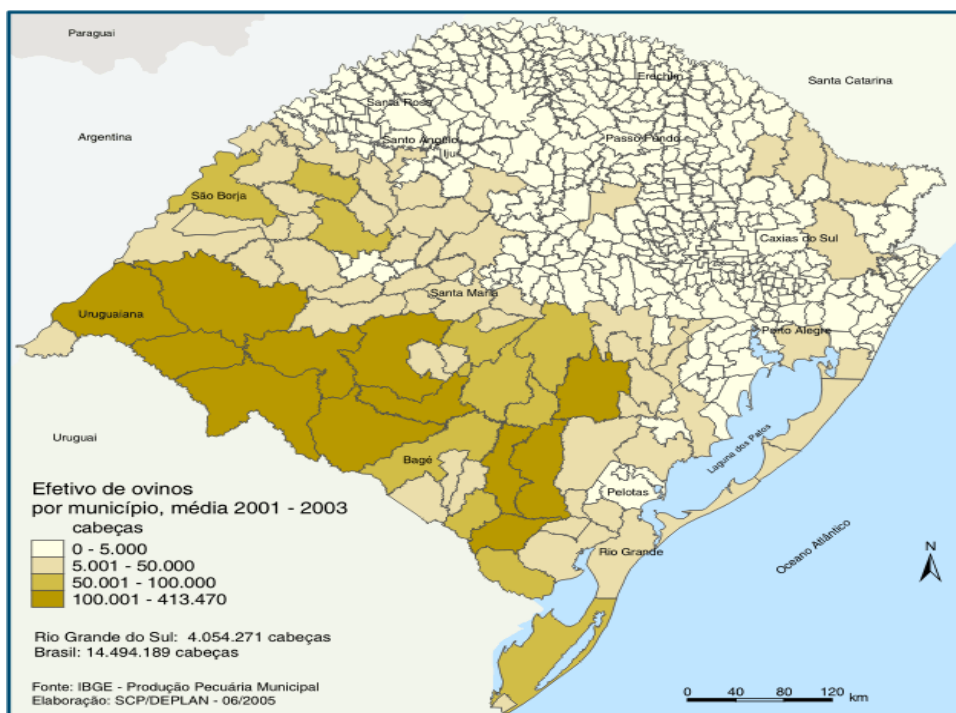 Paraguai
Santa Catarina
Erechim
Santa Rosa
Argentina
Santo Ângelo
Ijuí
Passo Fundo
São Borja
Caxias do Sul
Santa Maria
Uruguaiana
Porto Alegre
Uruguai
Bagé
Laguna dos Patos
Pelotas
Rio Grande
Oceano Atlântico
N
Efetivo de ovinos
por município, média 2001 - 2003
cabeças
0 - 5.000
5.001 - 50.000
50.001 - 100.000
100.001 - 413.470
Rio Grande do Sul: 4.054.271 cabeças
Brasil: 14.494.189 cabeças
Fonte: IBGE - Produção Pecuária Municipal
Elaboração: SCP/DEPLAN - 06/2005
0 40 80 120 km